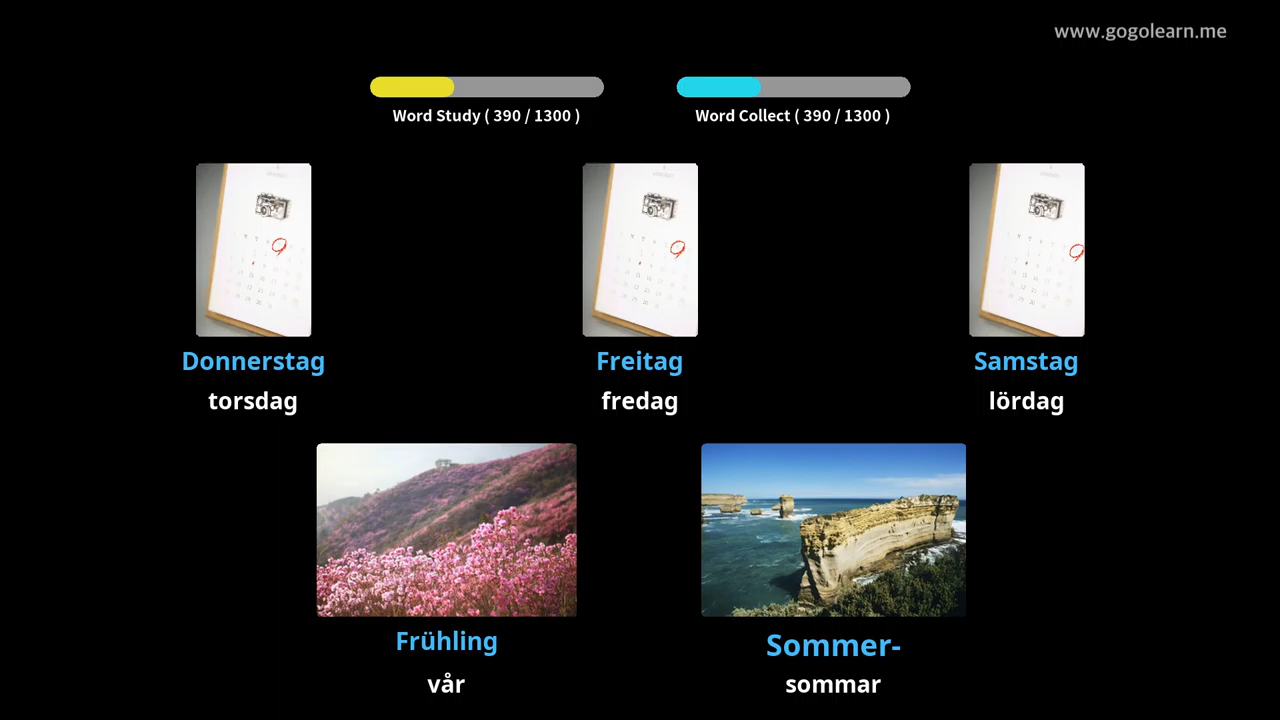 www.gogolearn.me
Word Study ( 390 / 1300 )
Word Collect ( 390 / 1300 )
Donnerstag
Freitag
Samstag
torsdag
fredag
lördag
Frühling
Sommer-
vår
sommar